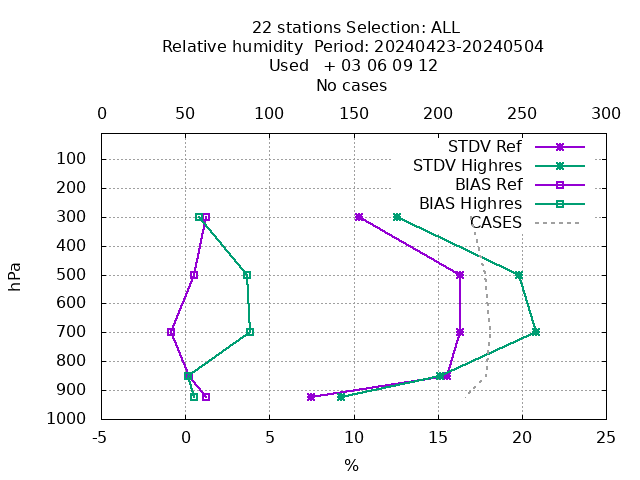 22 stations Selection: ALL
Relative humidity  Period: 20240423-20240504
Used   + 03 06 09 12
No cases
0 50 100 150 200 250 300
STDV Ref
STDV Highres
BIAS Ref
BIAS Highres
CASES
100
200
300
400
500
600
700
800
900
1000
hPa
-5 0 5 10 15 20 25
%